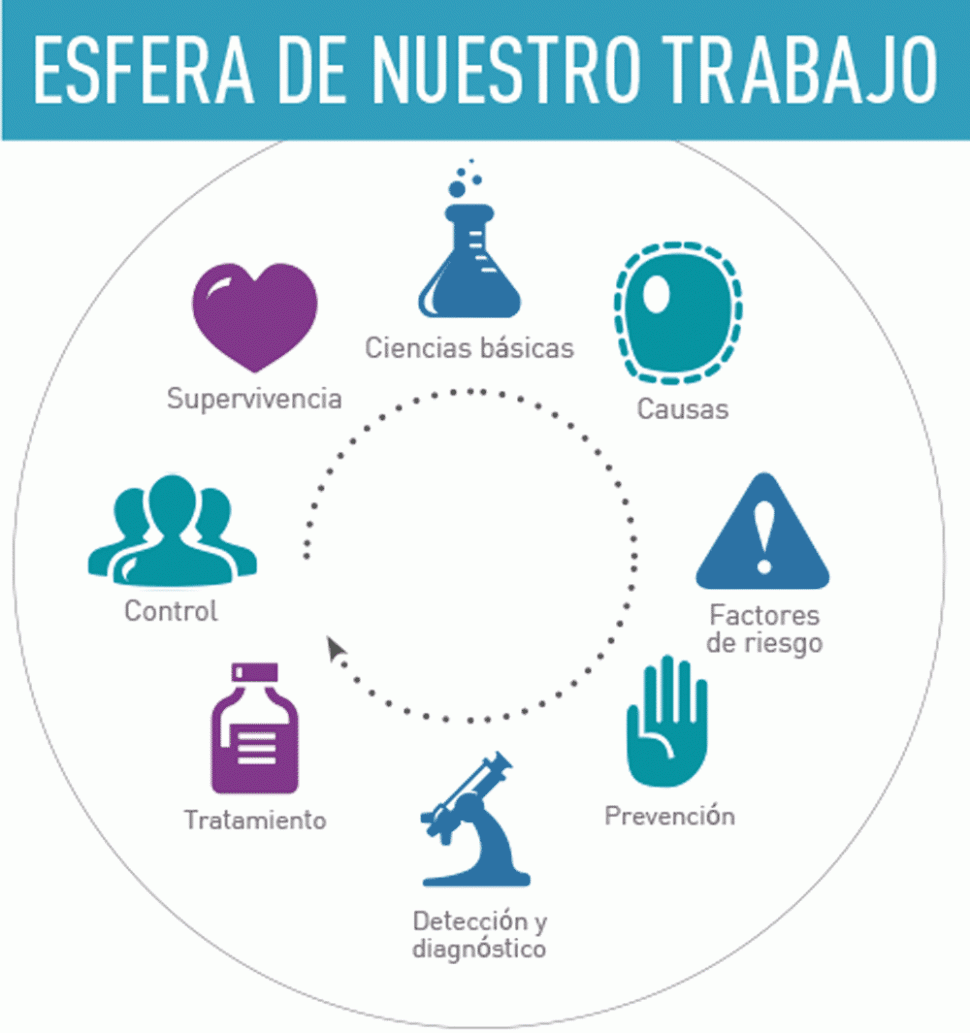 ESFERA DE NUESTRO TRABAJO
Ciencias básicas
Causas
Factores
de riesgo
Prevención
Detección y
diagnóstico
Tratamiento
Control
Supervivencia